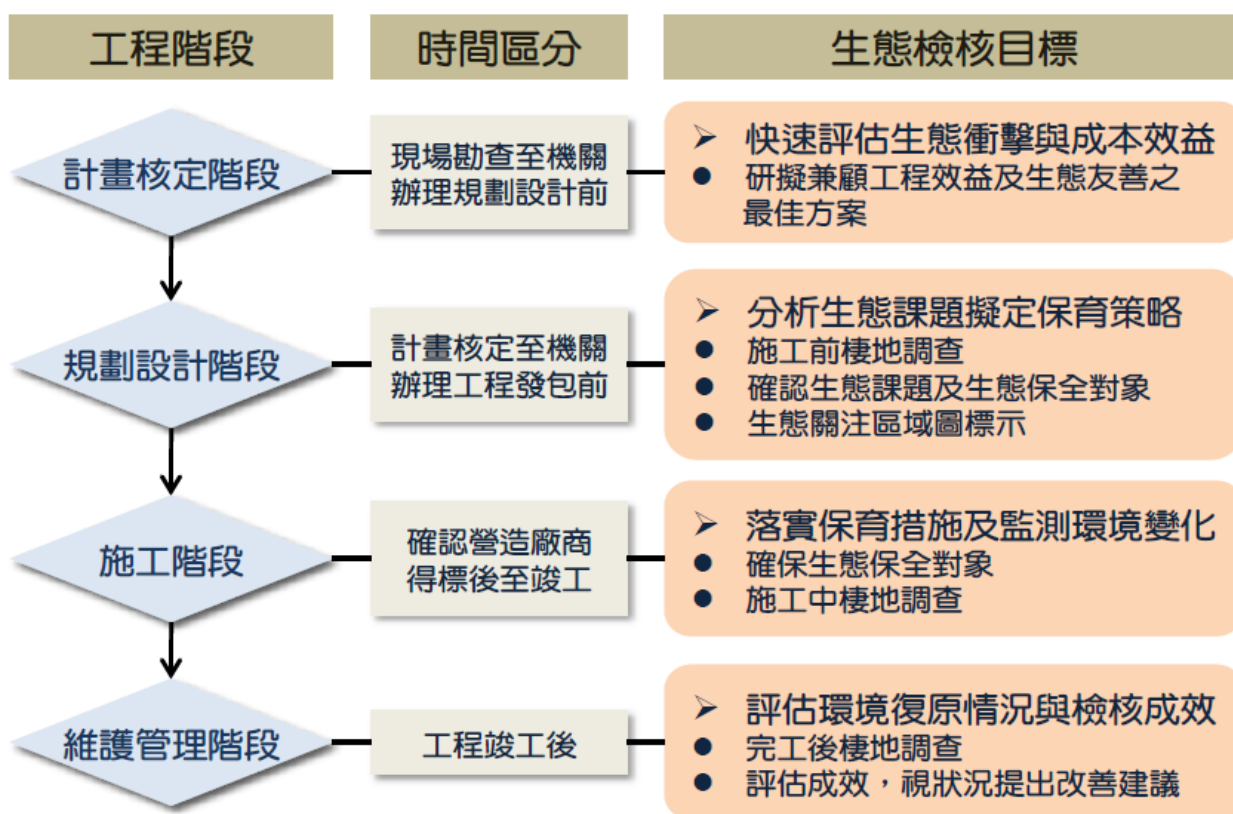 工程階段
時間區分
生態檢核目標
計畫核定階段
現場勘查至機關
辦理規劃設計前
➢ 快速評估生態衝擊與成本效益
● 研擬兼顧工程效益及生態友善之
最佳方案
規劃設計階段
計畫核定至機關
辦理工程發包前
➢ 分析生態課題擬定保育策略
● 施工前棲地調查
● 確認生態課題及生態保全對象
● 生態關注區域圖標示
施工階段
確認營造廠商
得標後至竣工
➢ 落實保育措施及監測環境變化
● 確保生態保全對象
● 施工中棲地調查
維護管理階段
工程竣工後
➢ 評估環境復原情況與檢核成效
● 完工後棲地調查
● 評估成效，視狀況提出改善建議